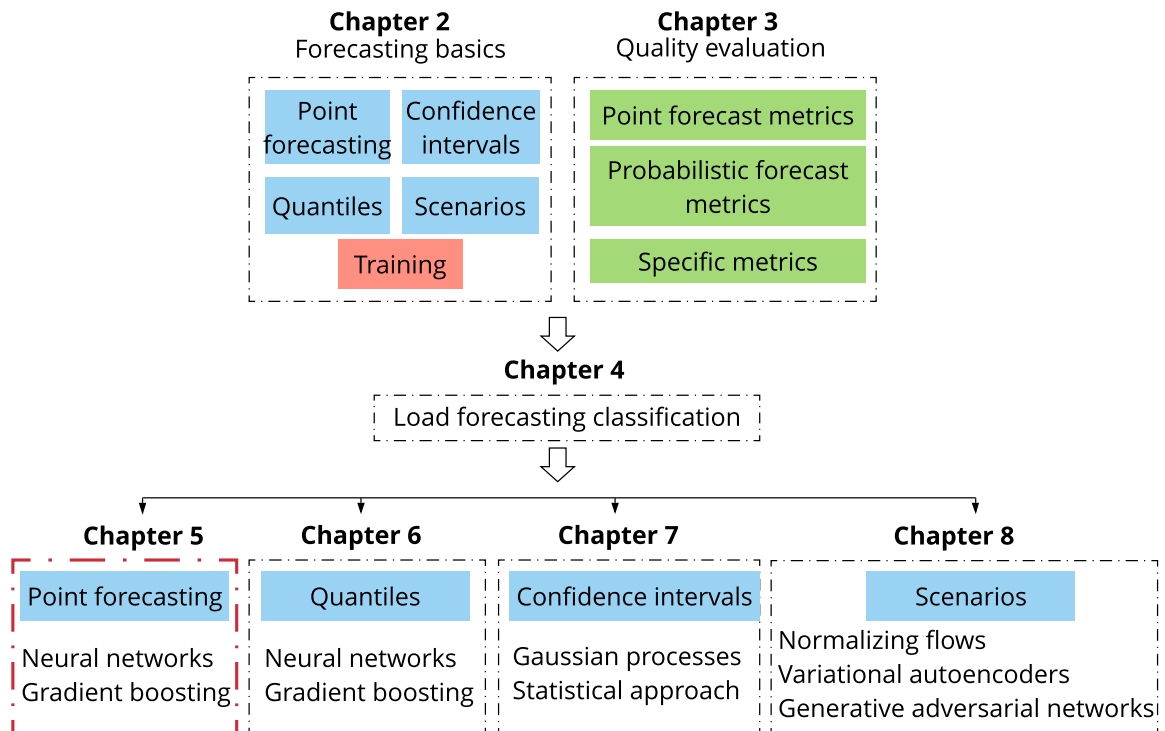 Chapter 2
Forecasting basics
Point
forecasting
Confidence
intervals
Quantiles
Scenarios
Training
Chapter 3
Quality evaluation
Point forecast metrics
Probabilistic forecast
metrics
Specific metrics
Chapter 4
Load forecasting classification
Chapter 5
Point forecasting
Neural networks
Gradient boosting
Chapter 6
Quantiles
Neural networks
Gradient boosting
Chapter 7
Confidence intervals
Gaussian processes
Statistical approach
Chapter 8
Scenarios
Normalizing flows
Variational autoencoders
Generative adversarial networks